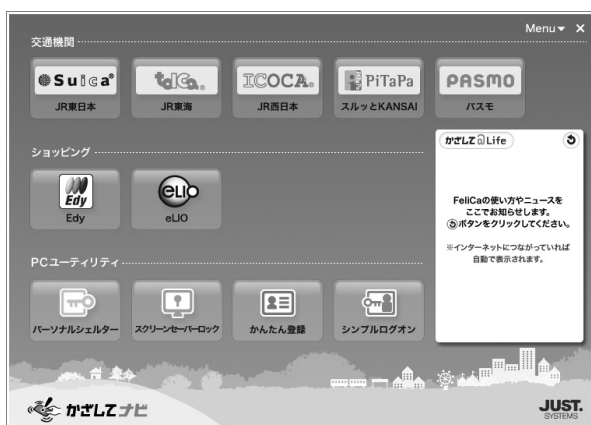 Menu▼ ×
交通機関
Suica
TOICA
ICOCA
PiTaPa
PASMO
JR東日本
JR東海
JR西日本
スルッとKANSAI
パスモ
かざしてLife
ショッピング
Edy
eLIO
Edy
eLIO
FeliCaの使い方やニュースを
ここでお知らせします。
ボタンをクリックしてください。
※インターネットにつながっていれば
自動で表示されます。
PCユーティリティ
パーソナルシェルター
スクリーンセーバーロック
かんたん登録
シンプルログオン
かざしてナビ
JUST.
SYSTEMS